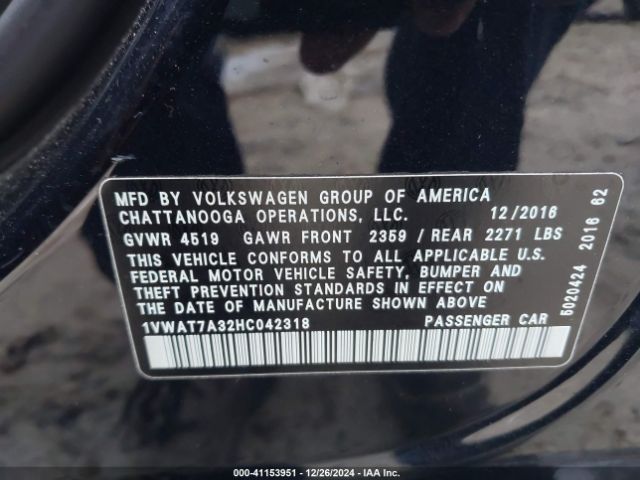 MFD BY VOLKSWAGEN GROUP OF AMERICA
CHATTANOOGA OPERATIONS, LLC. 12/2016
GVWR 4519 GAWR FRONT 2359 / REAR 2271 LBS
THIS VEHICLE CONFORMS TO ALL APPLICABLE U.S.
FEDERAL MOTOR VEHICLE SAFETY, BUMPER AND
THEFT PREVENTION STANDARDS IN EFFECT ON
THE DATE OF MANUFACTURE SHOWN ABOVE
1VWAT7A32HC042318 PASSENGER CAR
5020424 2016 62
000-41153951 - 12/26/2024 - IAA Inc.